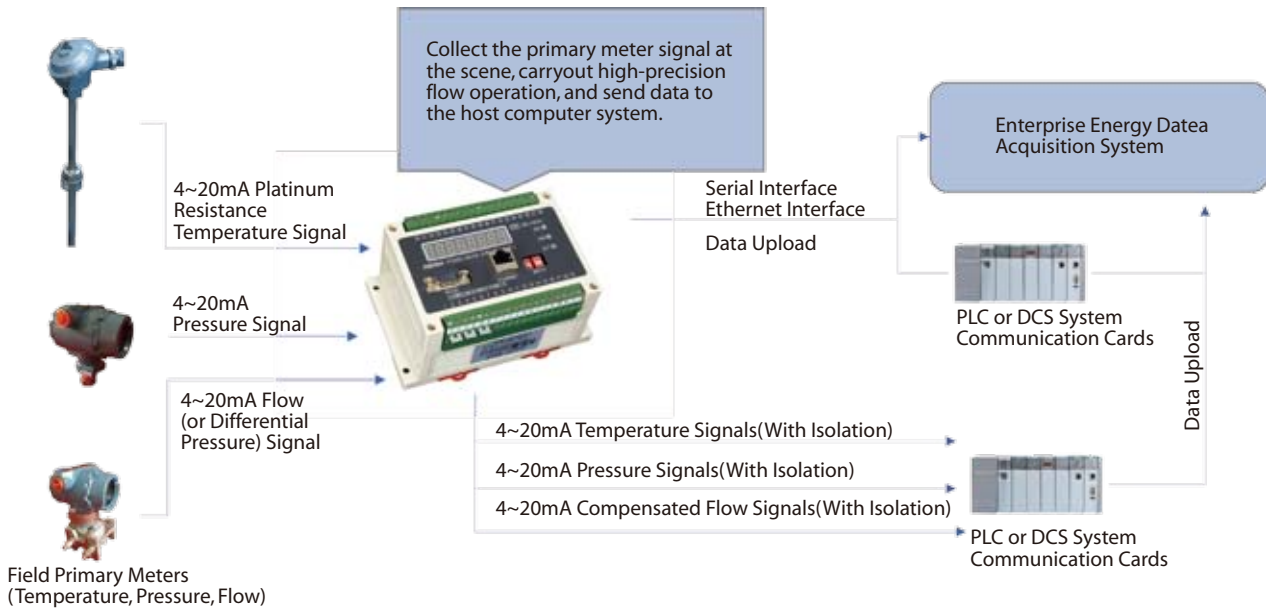 Collect the primary meter signal at
the scene, carryout high-precision
flow operation, and send data to
the host computer system.
Enterprise Energy Datea
Acquisition System
4~20mA Platinum
Resistance
Temperature Signal
Serial Interface
Ethernet Interface
Data Upload
4~20mA
Pressure Signal
PLC or DCS System
Communication Cards
4~20mA Flow
(or Differential
Pressure) Signal
Data Upload
4~20mA Temperature Signals(With Isolation)
4~20mA Pressure Signals(With Isolation)
4~20mA Compensated Flow Signals(With Isolation)
PLC or DCS System
Communication Cards
Field Primary Meters
(Temperature, Pressure, Flow)